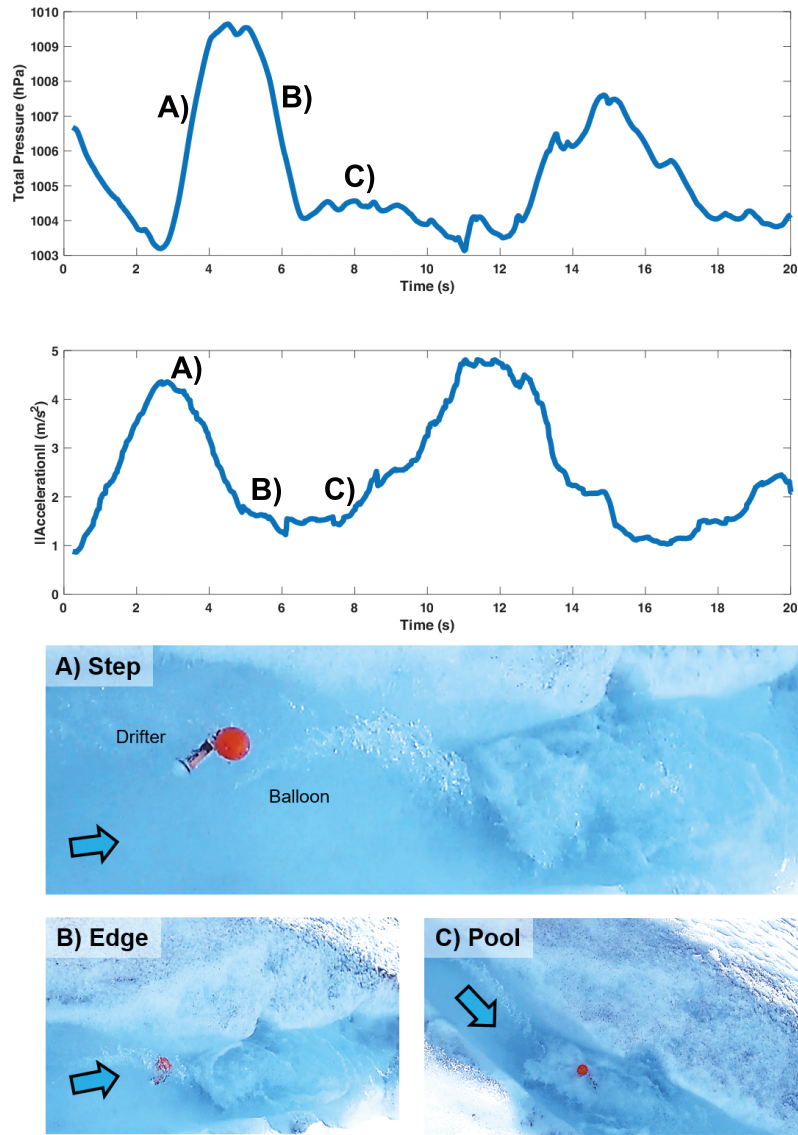 1010
1009
1008
1007
1006
1005
1004
1003
Total Pressure (hPa)
A)
B)
C)
0 2 4 6 8 10 12 14 16 18 20
Time (s)
5
4
3
2
1
0
||Acceleration|| (m/s²)
A)
B)
C)
0 2 4 6 8 10 12 14 16 18 20
Time (s)
A) Step
Drifter
Balloon
B) Edge
C) Pool